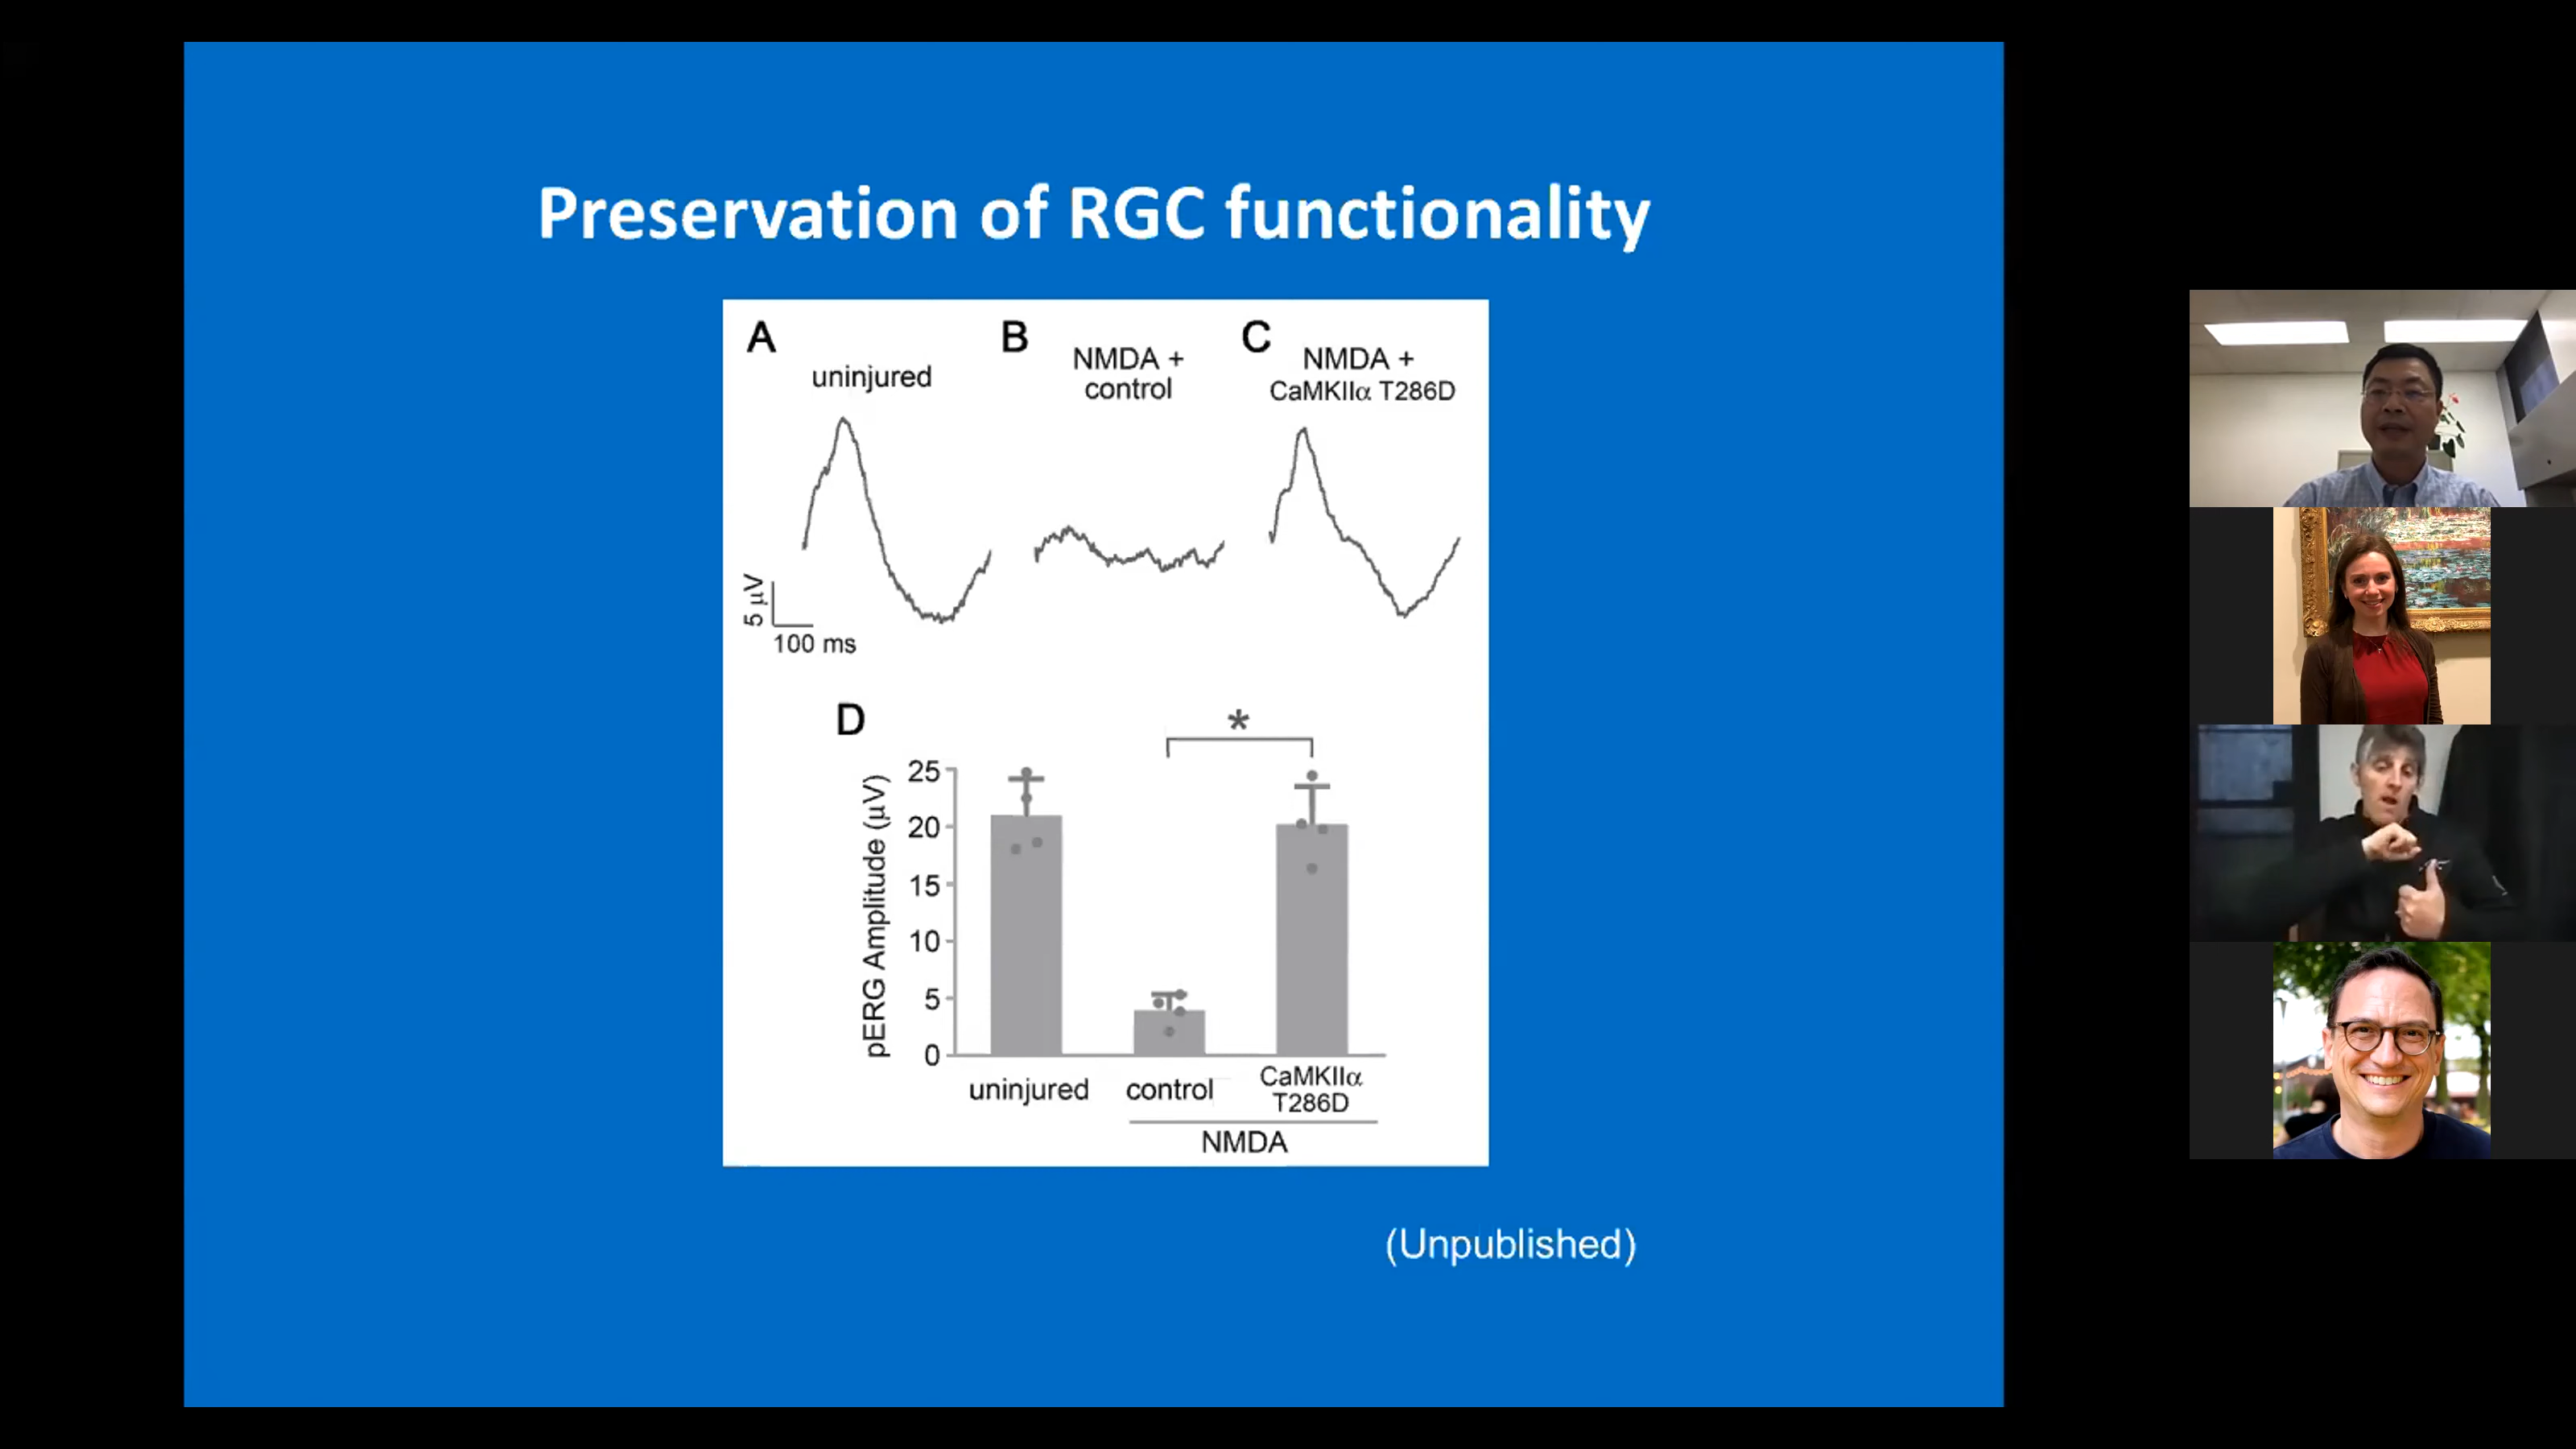 Preservation of RGC functionality
A
uninjured
B
NMDA +
control
C
NMDA +
CaMKIIα T286D
5 µV
100 ms
D
*
pERG Amplitude (µV)
25
20
15
10
5
0
uninjured
control
CaMKIIα
T286D
NMDA
(Unpublished)